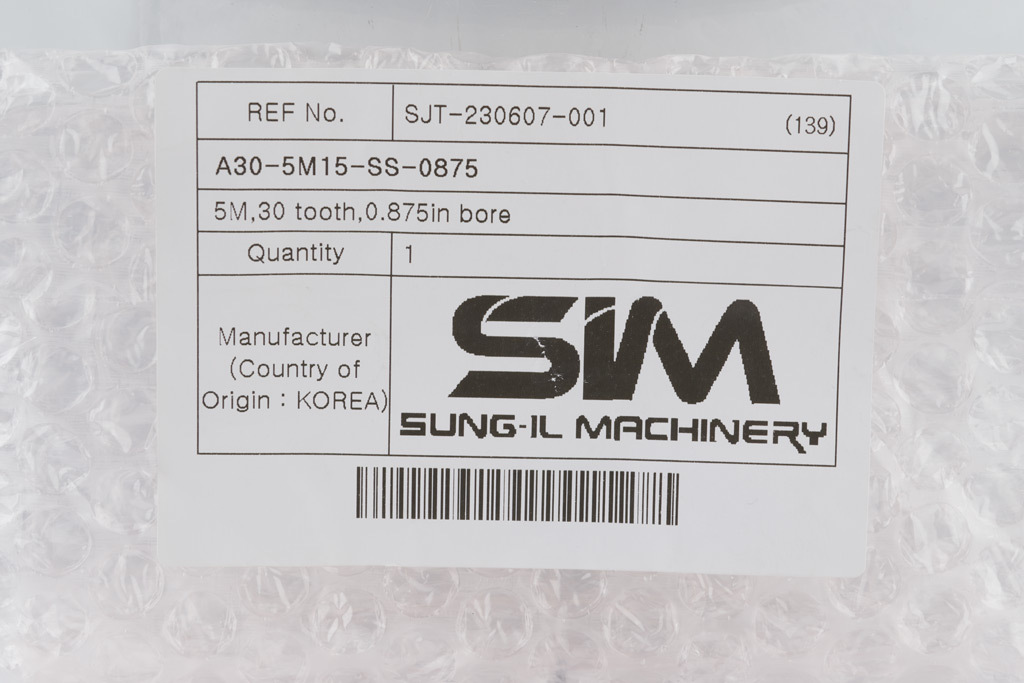 REF No. SJT-230607-001 (139)
A30-5M15-SS-0875
5M,30 tooth,0.875in bore
Quantity 1
Manufacturer
(Country of
Origin : KOREA)
SIM
SUNG-IL MACHINERY